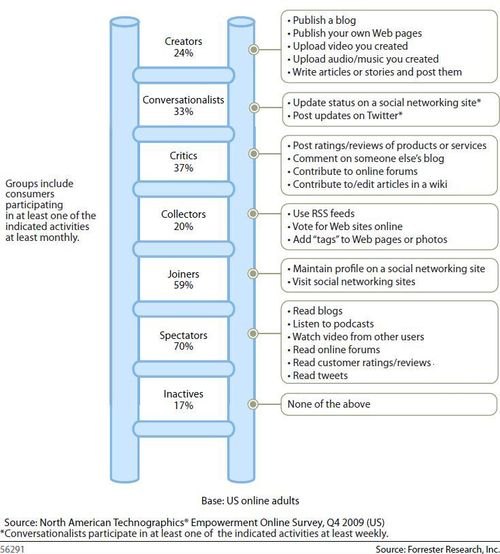 Creators
24%
• Publish a blog
• Publish your own Web pages
• Upload video you created
• Upload audio/music you created
• Write articles or stories and post them
Conversationalists
33%
• Update status on a social networking site*
• Post updates on Twitter*
Critics
37%
• Post ratings/reviews of products or services
• Comment on someone else's blog
• Contribute to online forums
• Contribute to/edit articles in a wiki
Groups include
consumers
participating
in at least one of the
indicated activities
at least monthly.
Collectors
20%
• Use RSS feeds
• Vote for Web sites online
• Add "tags" to Web pages or photos
Joiners
59%
• Maintain profile on a social networking site
• Visit social networking sites
Spectators
70%
• Read blogs
• Listen to podcasts
• Watch video from other users
• Read online forums
• Read customer ratings/reviews
• Read tweets
Inactives
17%
None of the above
Base: US online adults
Source: North American Technographics® Empowerment Online Survey, Q4 2009 (US)
*Conversationalists participate in at least one of the indicated activities at least weekly.
56291
Source: Forrester Research, Inc.